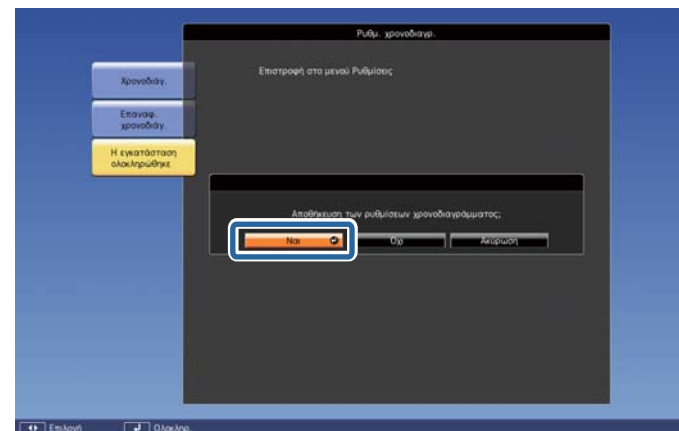 Ρυθμ. χρονοδιαγρ.
Επιστροφή στο μενού Ρυθμίσεις
Χρονοδιάγ.
Επαναφ.
χρονοδιάγ.
Η εγκατάσταση
ολοκληρώθηκε
Αποθήκευση των ρυθμίσεων χρονοδιαγράμματος;
Ναι Όχι Ακύρωση
Επιλογή Ολοκληρ.